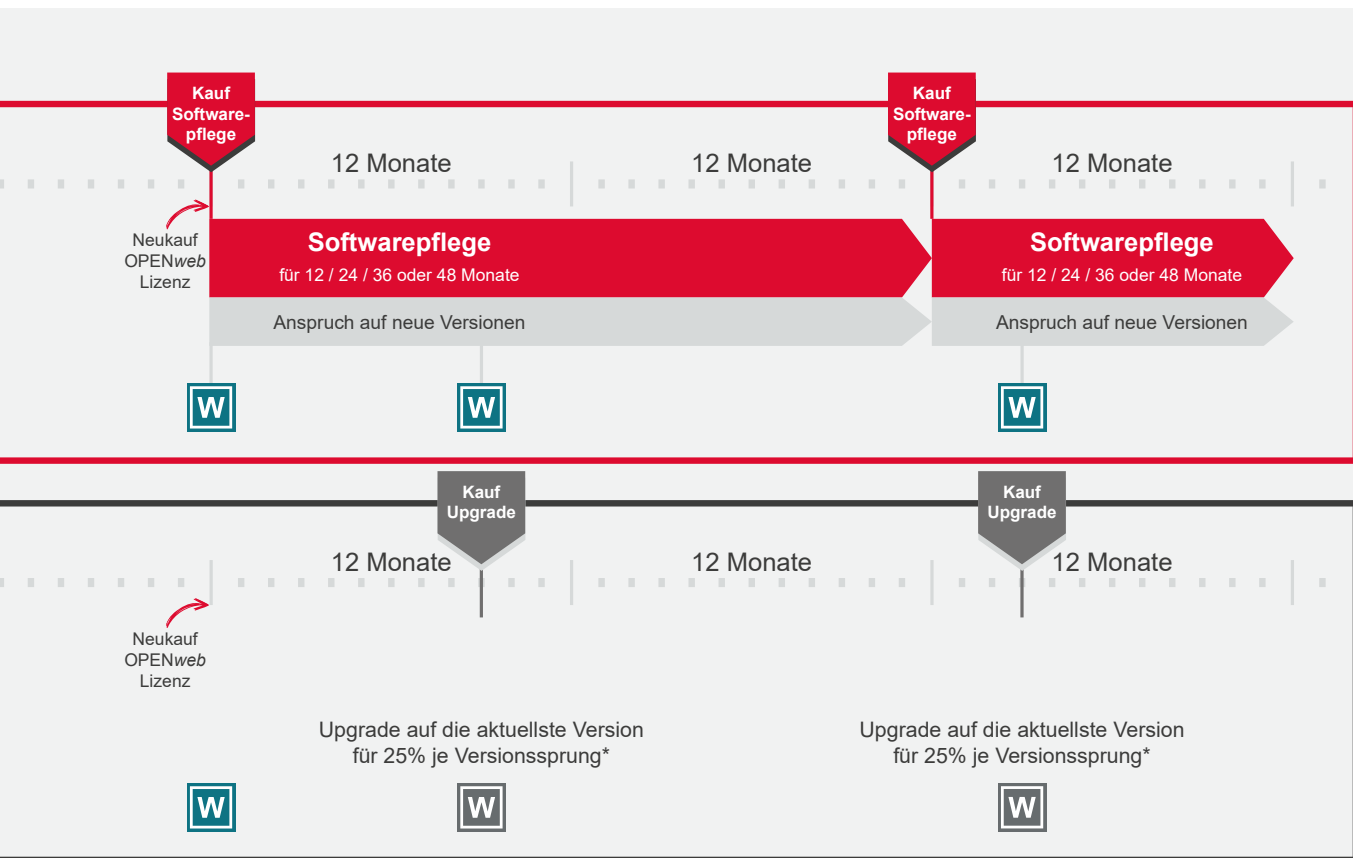 Kauf
Software-
pflege
Kauf
Software-
pflege
12 Monate
12 Monate
12 Monate
Neukauf
OPENweb
Lizenz
Softwarepflege
für 12 / 24 / 36 oder 48 Monate
Softwarepflege
für 12 / 24 / 36 oder 48 Monate
Anspruch auf neue Versionen
Anspruch auf neue Versionen
W
W
W
Kauf
Upgrade
Kauf
Upgrade
12 Monate
12 Monate
12 Monate
Neukauf
OPENweb
Lizenz
Upgrade auf die aktuellste Version
für 25% je Versionssprung*
Upgrade auf die aktuellste Version
für 25% je Versionssprung*
W
W
W